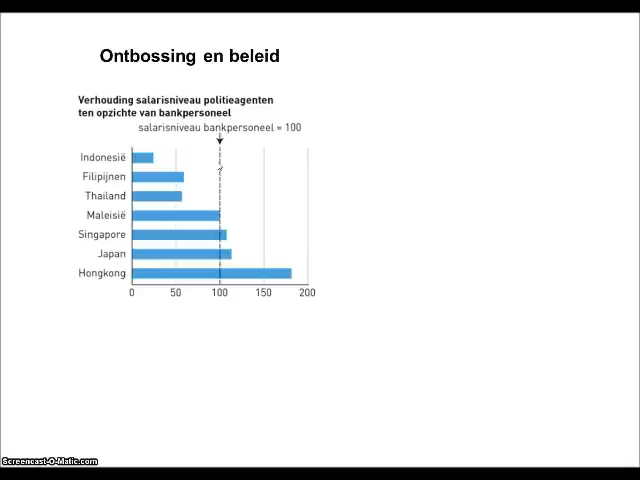 Ontbossing en beleid
Verhouding salarisniveau politieagenten
ten opzichte van bankpersoneel
salarisniveau bankpersoneel = 100
Indonesië
Filipijnen
Thailand
Maleisië
Singapore
Japan
Hongkong
0 50 100 150 200
Screencast-O-Matic.com